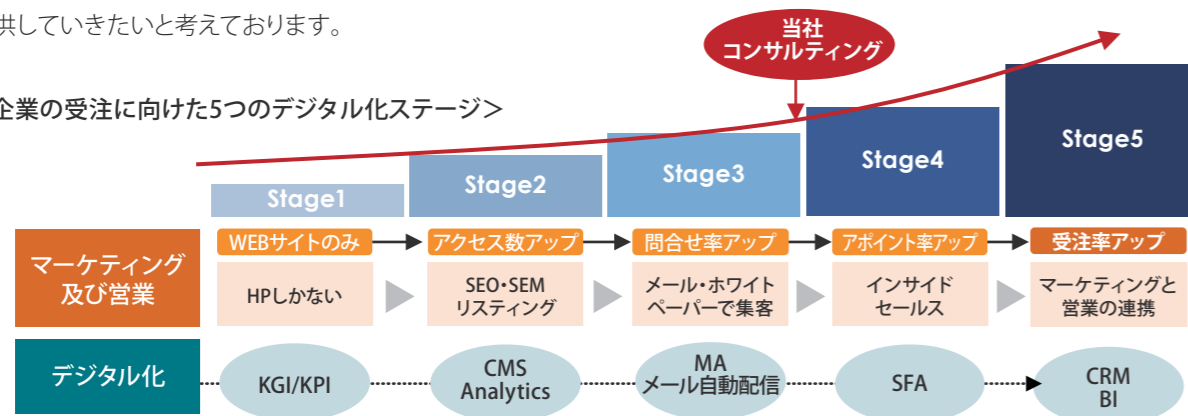 供していきたいと考えております。
当社
コンサルティング
企業の受注に向けた5つのデジタル化ステージ＞
Stage1
Stage2
Stage3
Stage4
Stage5
マーケティング
及び営業
WEBサイトのみ
アクセス数アップ
問合せ率アップ
アポイント率アップ
受注率アップ
HPしかない
SEO・SEM
リスティング
メール・ホワイト
ペーパーで集客
インサイド
セールス
マーケティングと
営業の連携
デジタル化
KGI/KPI
CMS
Analytics
MA
メール自動配信
SFA
CRM
BI